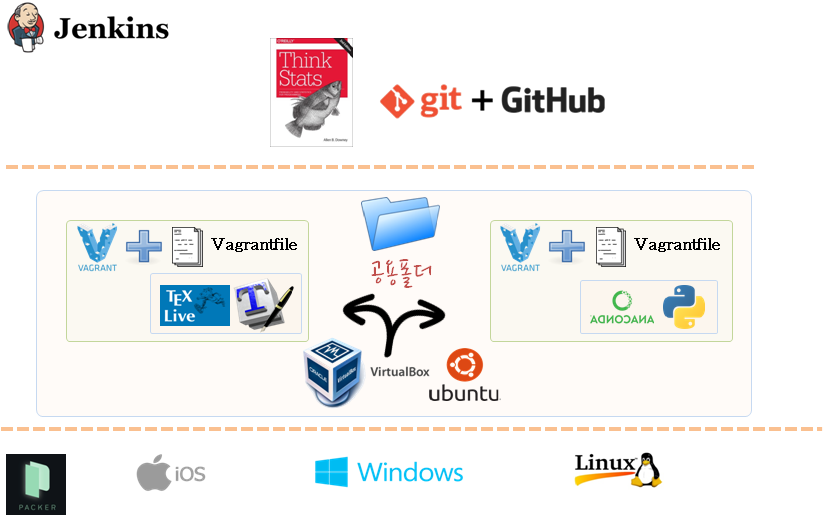 Jenkins
O'REILLY
Think
Stats
Allen B. Downey
git + GitHub
VAGRANT
Vagrantfile
TEX
Live
T
공용폴더
VAGRANT
Vagrantfile
ANACONDA
ORACLE
VirtualBox
VirtualBox
ubuntu
PACKER
iOS
Windows
Linux